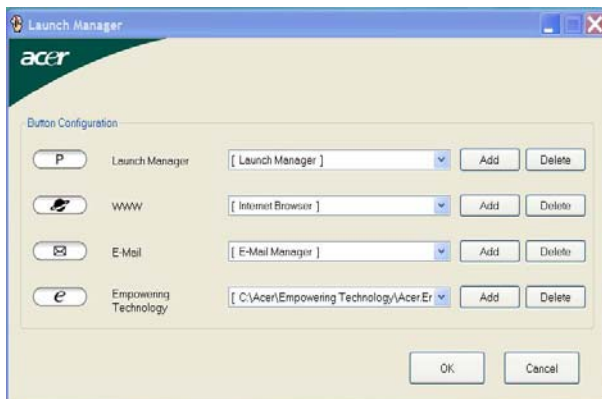 Launch Manager
acer
Button Configuration
P Launch Manager [ Launch Manager ] Add Delete
WWW [ Internet Browser ] Add Delete
E-Mail [ E-Mail Manager ] Add Delete
e Empowering Technology [ C:\Acer\Empowering Technology\Acer.Er Add Delete
OK Cancel